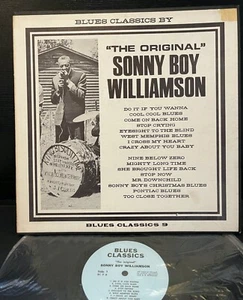 BLUES CLASSICS BY
"THE ORIGINAL"
SONNY BOY
WILLIAMSON
DO IT IF YOU WANNA
COOL COOL BLUES
COME ON BACK HOME
STOP CRYING
EYESIGHT TO THE BLIND
WEST MEMPHIS BLUES
I CROSS MY HEART
CRAZY ABOUT YOU BABY
NINE BELOW ZERO
MIGHTY LONG TIME
SHE BROUGHT LIFE BACK
STOP NOW
MR. DOWNCHILD
SONNY BOY'S CHRISTMAS BLUES
PONTIAC BLUES
TOO CLOSE TOGETHER
BLUES CLASSICS 9
BLUES
CLASSICS
"The Original"
SONNY BOY WILLIAMSON